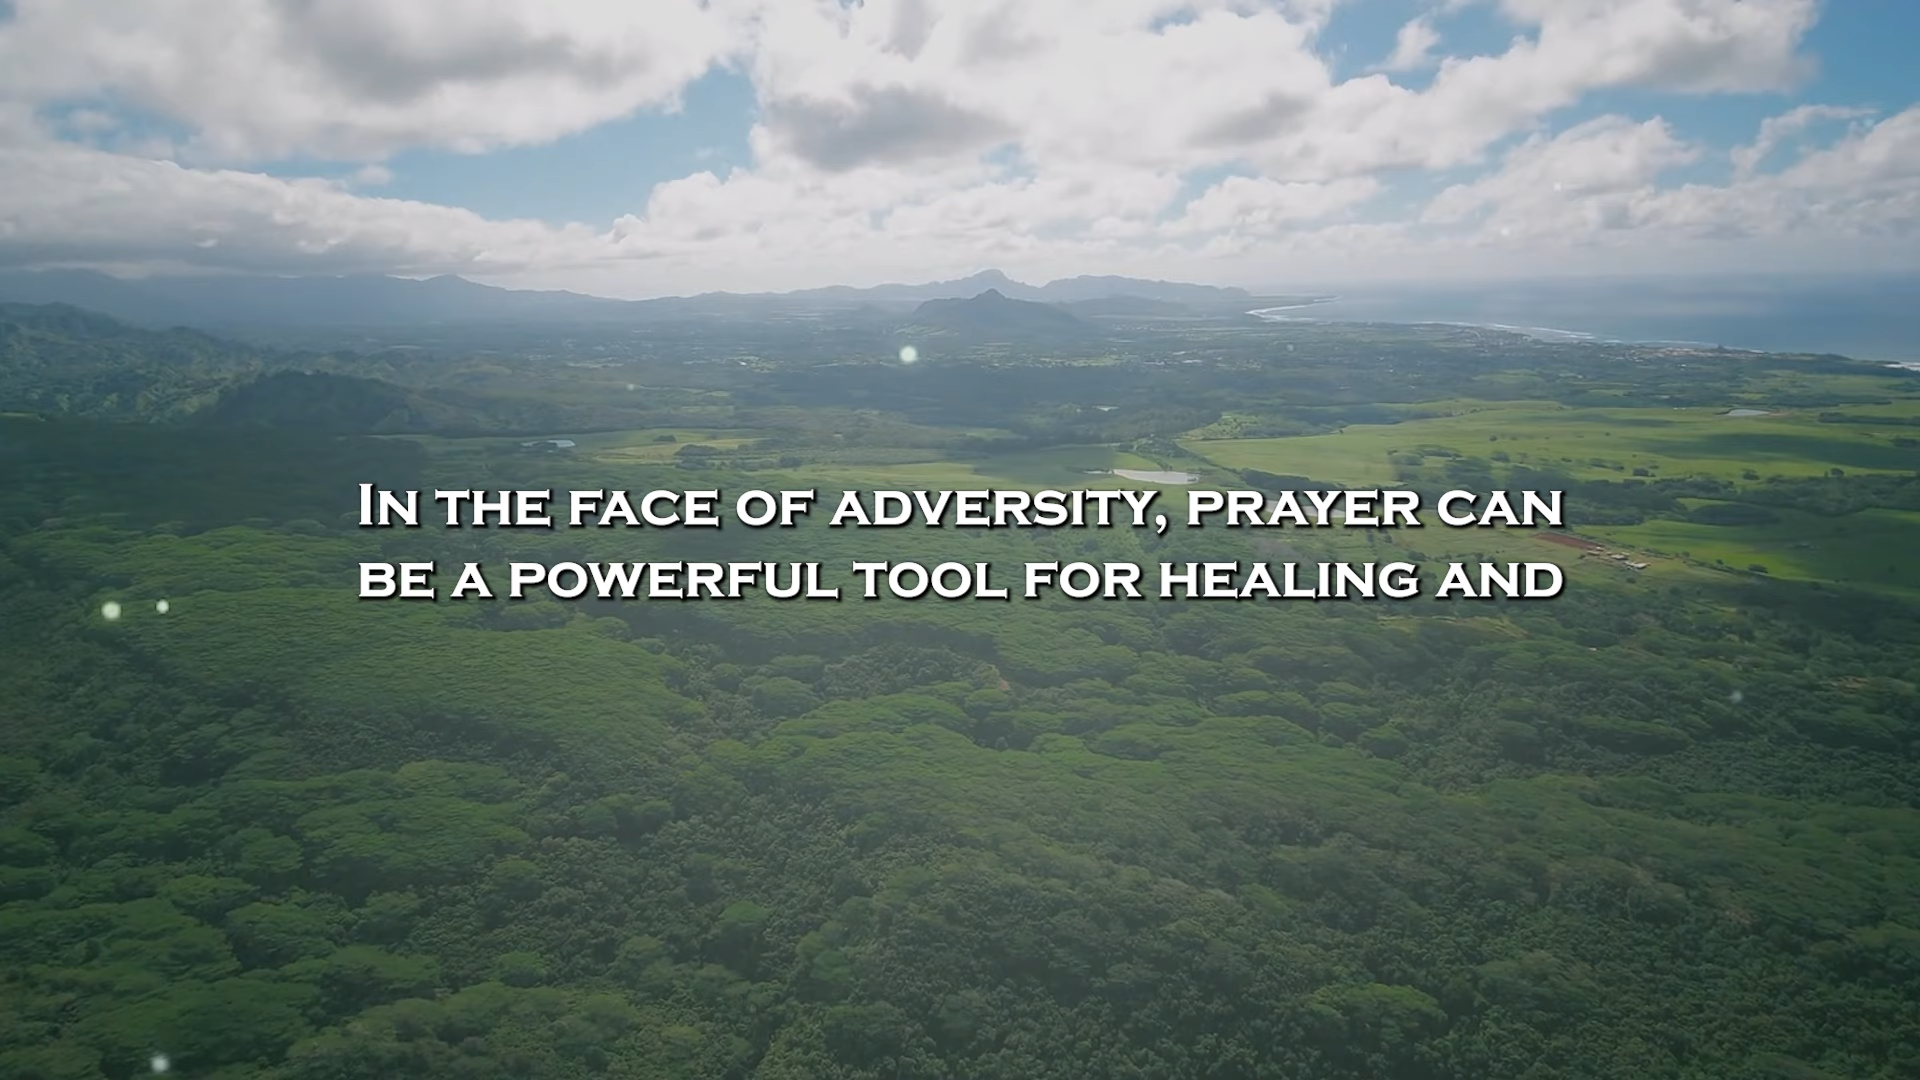 In the face of adversity, prayer can
be a powerful tool for healing and